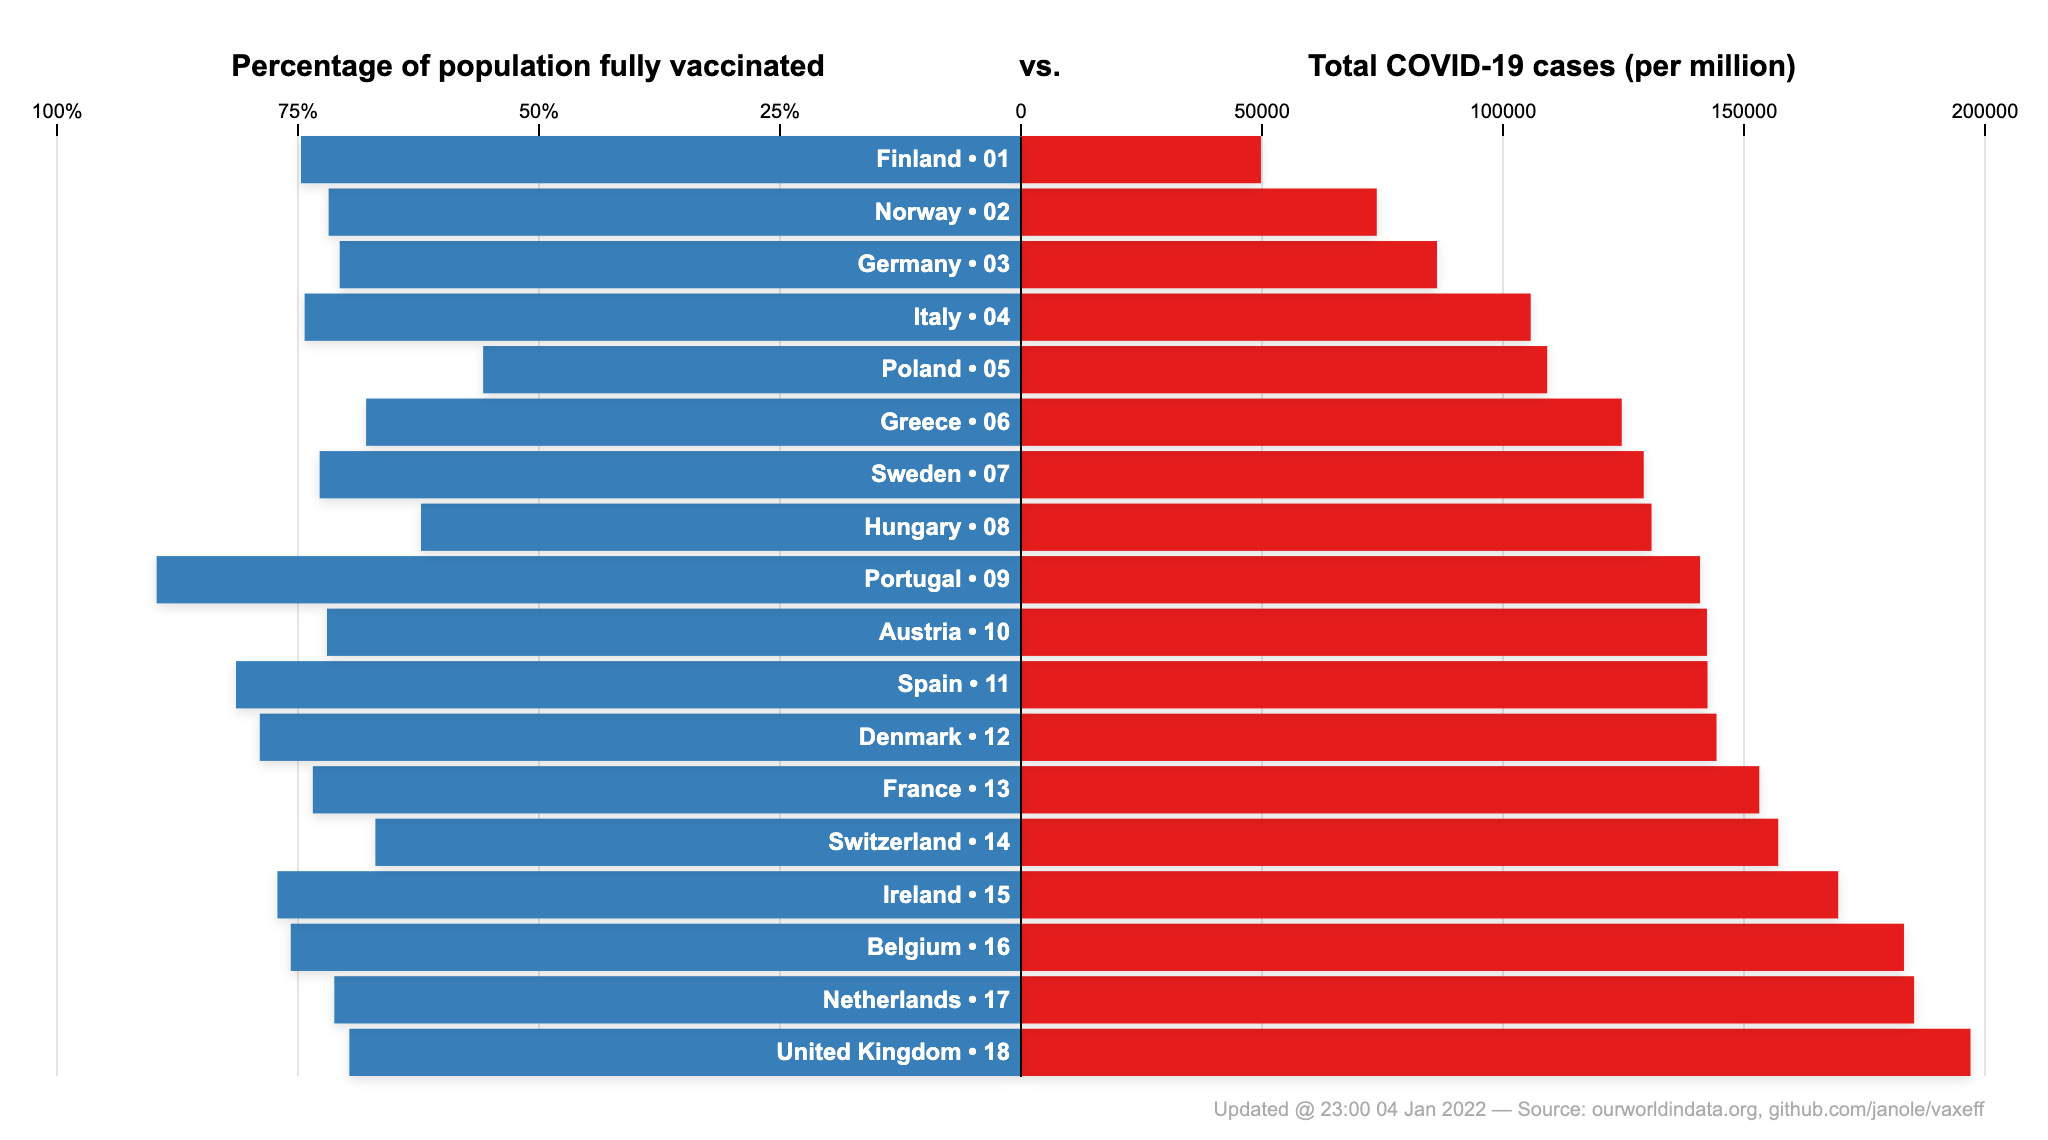 Percentage of population fully vaccinated vs. Total COVID-19 cases (per million)
100% 75% 50% 25% 0 50000 100000 150000 200000
Finland • 01
Norway • 02
Germany • 03
Italy • 04
Poland • 05
Greece • 06
Sweden • 07
Hungary • 08
Portugal • 09
Austria • 10
Spain • 11
Denmark • 12
France • 13
Switzerland • 14
Ireland • 15
Belgium • 16
Netherlands • 17
United Kingdom • 18
Updated @ 23:00 04 Jan 2022 — Source: ourworldindata.org, github.com/janole/vaxeff